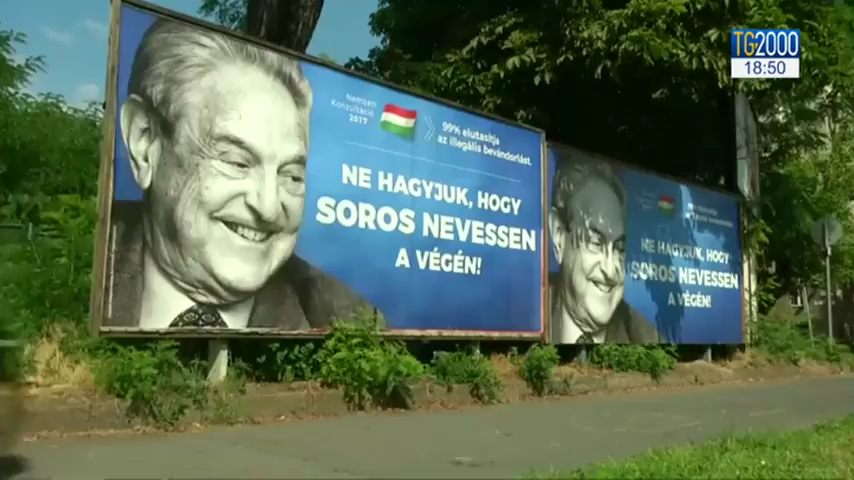 TG2000
18:50
Nemzeti
Konzultáció
2017
99% elutasítja
az illegális bevándorlást.
NE HAGYJUK, HOGY
SOROS NEVESSEN
A VÉGÉN!
NE HAGYJUK, HOGY
SOROS NEVESSEN
A VÉGÉN!